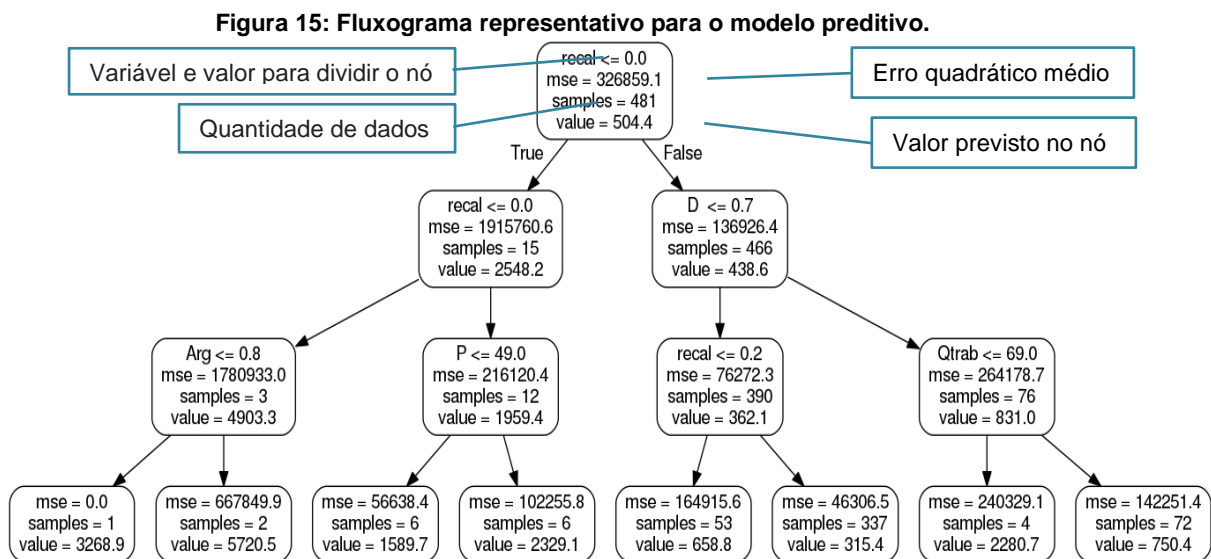 Figura 15: Fluxograma representativo para o modelo preditivo.
Variável e valor para dividir o nó
Quantidade de dados
Erro quadrático médio
Valor previsto no nó
recal <= 0.0
mse = 326859.1
samples = 481
value = 504.4
True
False
recal <= 0.0
mse = 1915760.6
samples = 15
value = 2548.2
D <= 0.7
mse = 136926.4
samples = 466
value = 438.6
Arg <= 0.8
mse = 1780933.0
samples = 3
value = 4903.3
P <= 49.0
mse = 216120.4
samples = 12
value = 1959.4
recal <= 0.2
mse = 76272.3
samples = 390
value = 362.1
Qtrab <= 69.0
mse = 264178.7
samples = 76
value = 831.0
mse = 0.0
samples = 1
value = 3268.9
mse = 667849.9
samples = 2
value = 5720.5
mse = 56638.4
samples = 6
value = 1589.7
mse = 102255.8
samples = 6
value = 2329.1
mse = 164915.6
samples = 53
value = 658.8
mse = 46306.5
samples = 337
value = 315.4
mse = 240329.1
samples = 4
value = 2280.7
mse = 142251.4
samples = 72
value = 750.4